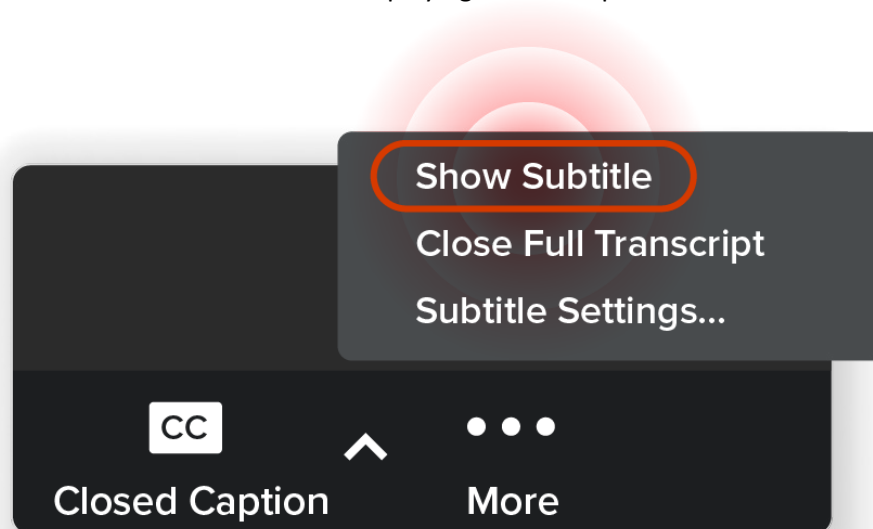 Show Subtitle
Close Full Transcript
Subtitle Settings...
CC
Closed Caption
More